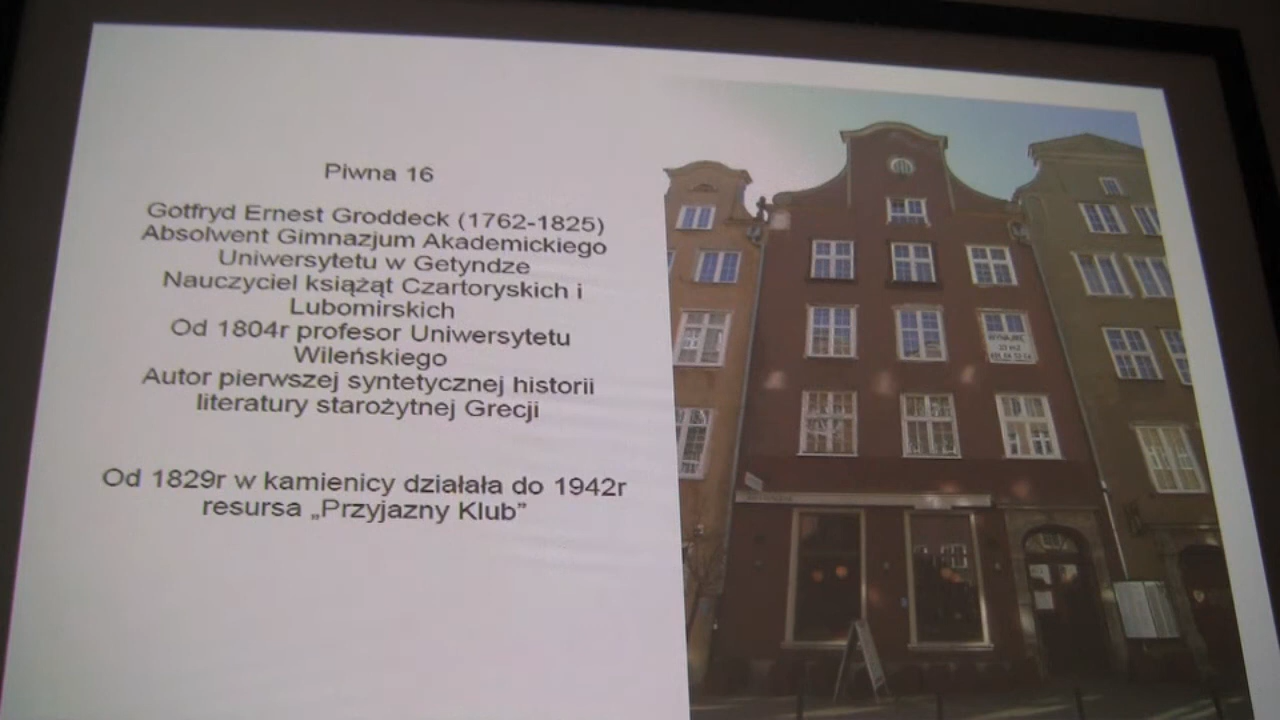 Piwna 16
Gotfryd Ernest Groddeck (1762-1825)
Absolwent Gimnazjum Akademickiego
Uniwersytetu w Getyndze
Nauczyciel książąt Czartoryskich i
Lubomirskich
Od 1804r profesor Uniwersytetu
Wileńskiego
Autor pierwszej syntetycznej historii
literatury starożytnej Grecji
Od 1829r w kamienicy działała do 1942r
resursa „Przyjazny Klub”